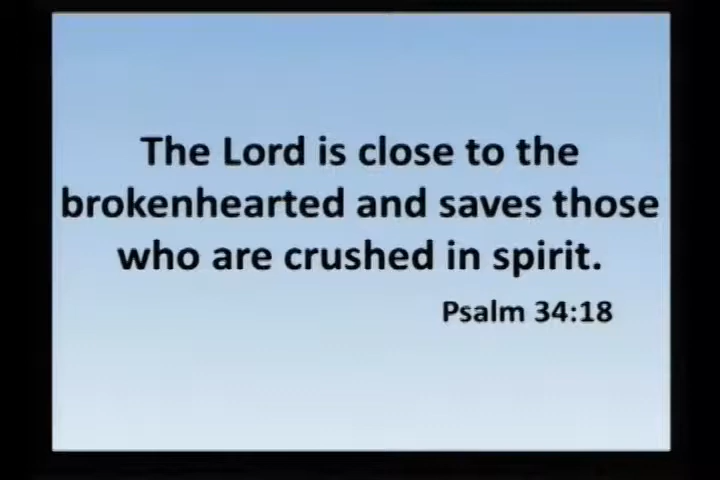 The Lord is close to the
brokenhearted and saves those
who are crushed in spirit.
Psalm 34:18